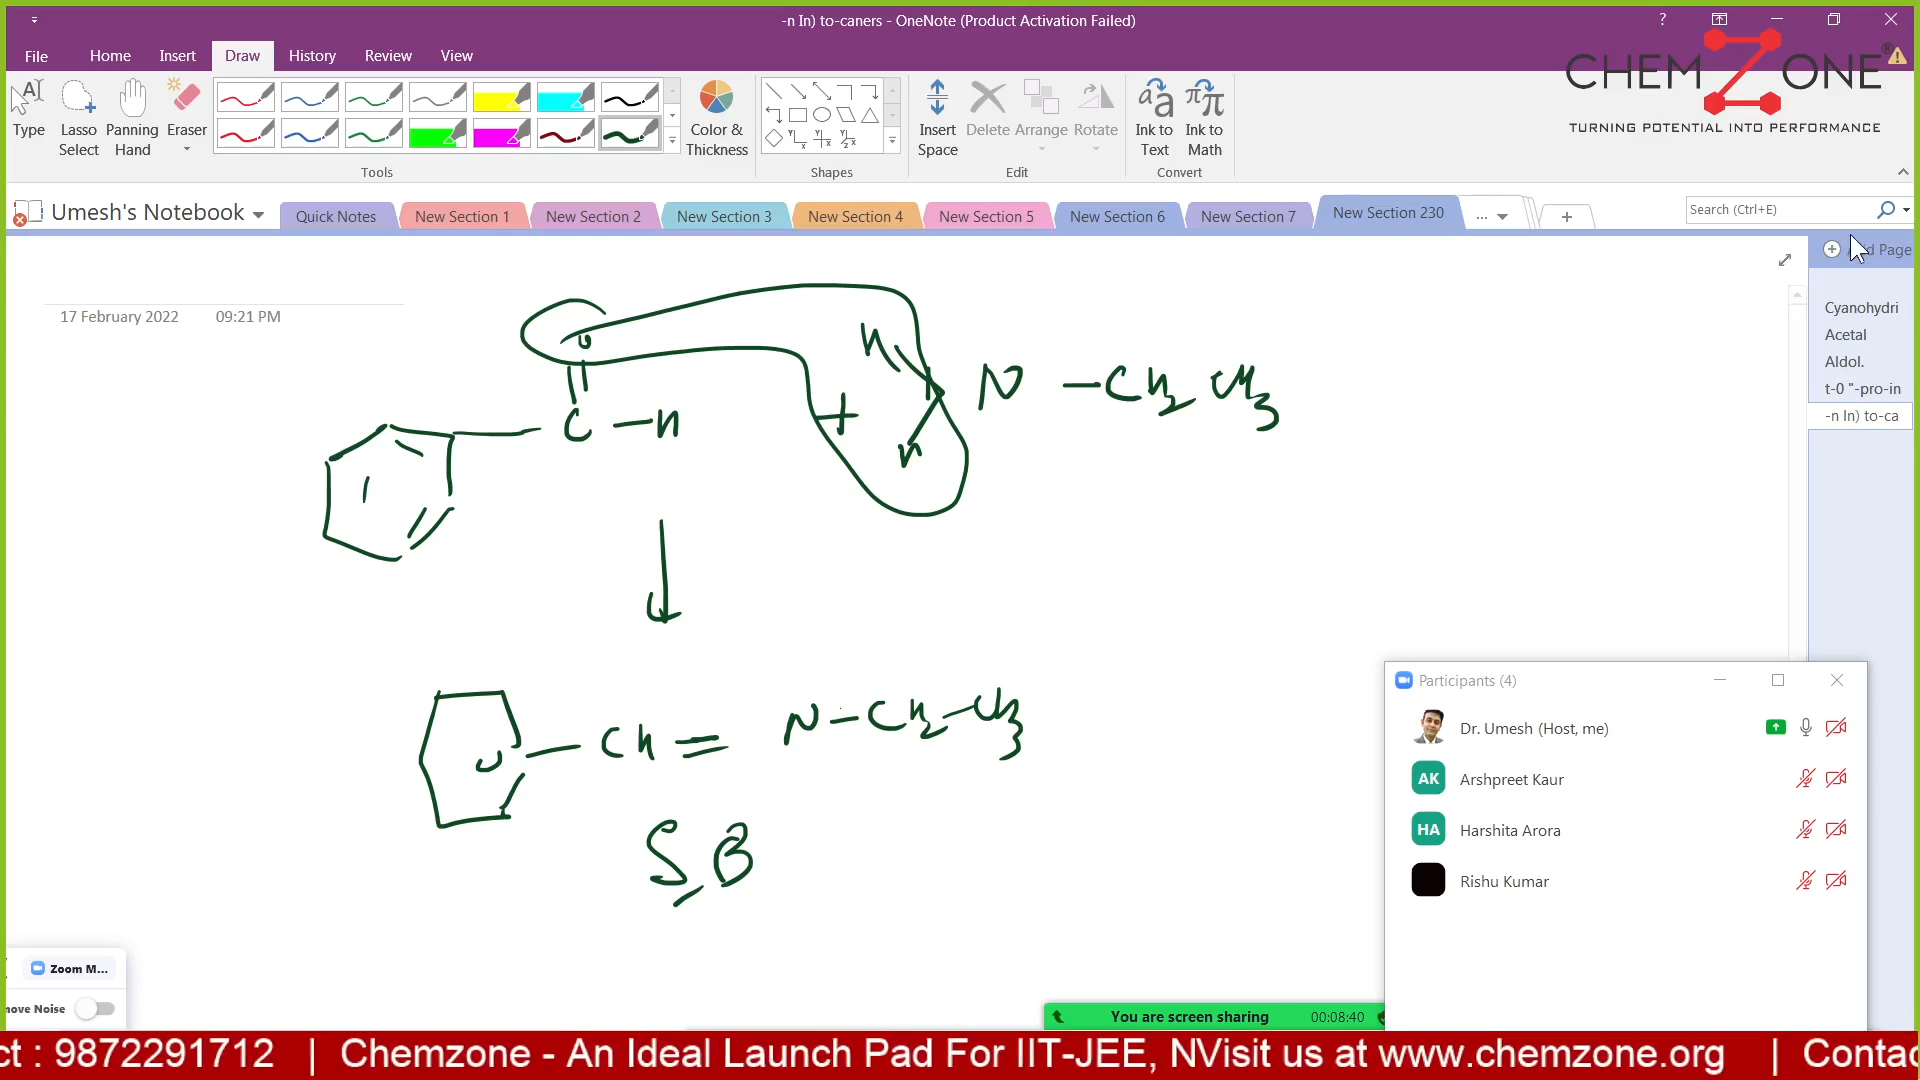 -n In) to-caners - OneNote (Product Activation Failed)
?
File Home Insert Draw History Review View
CHEMZONE®
TURNING POTENTIAL INTO PERFORMANCE
Type
Lasso Select
Panning Hand
Eraser
Color & Thickness
Insert Space
Delete
Arrange
Rotate
Ink to Text
Ink to Math
Tools
Shapes
Edit
Convert
Umesh's Notebook
Quick Notes
New Section 1
New Section 2
New Section 3
New Section 4
New Section 5
New Section 6
New Section 7
New Section 230
...
Search (Ctrl+E)
Page
17 February 2022 09:21 PM
Cyanohydri
Acetal
Aldol.
t-0 "-pro-in
-n In) to-ca
O
H
C - H
+
N - CH2 CH3
H
CH = N - CH2 - CH3
S B
Participants (4)
Dr. Umesh (Host, me)
AK Arshpreet Kaur
HA Harshita Arora
Rishu Kumar
Zoom M...
nove Noise
You are screen sharing 00:08:40
ct : 9872291712 | Chemzone - An Ideal Launch Pad For IIT-JEE, NVisit us at www.chemzone.org | Contac